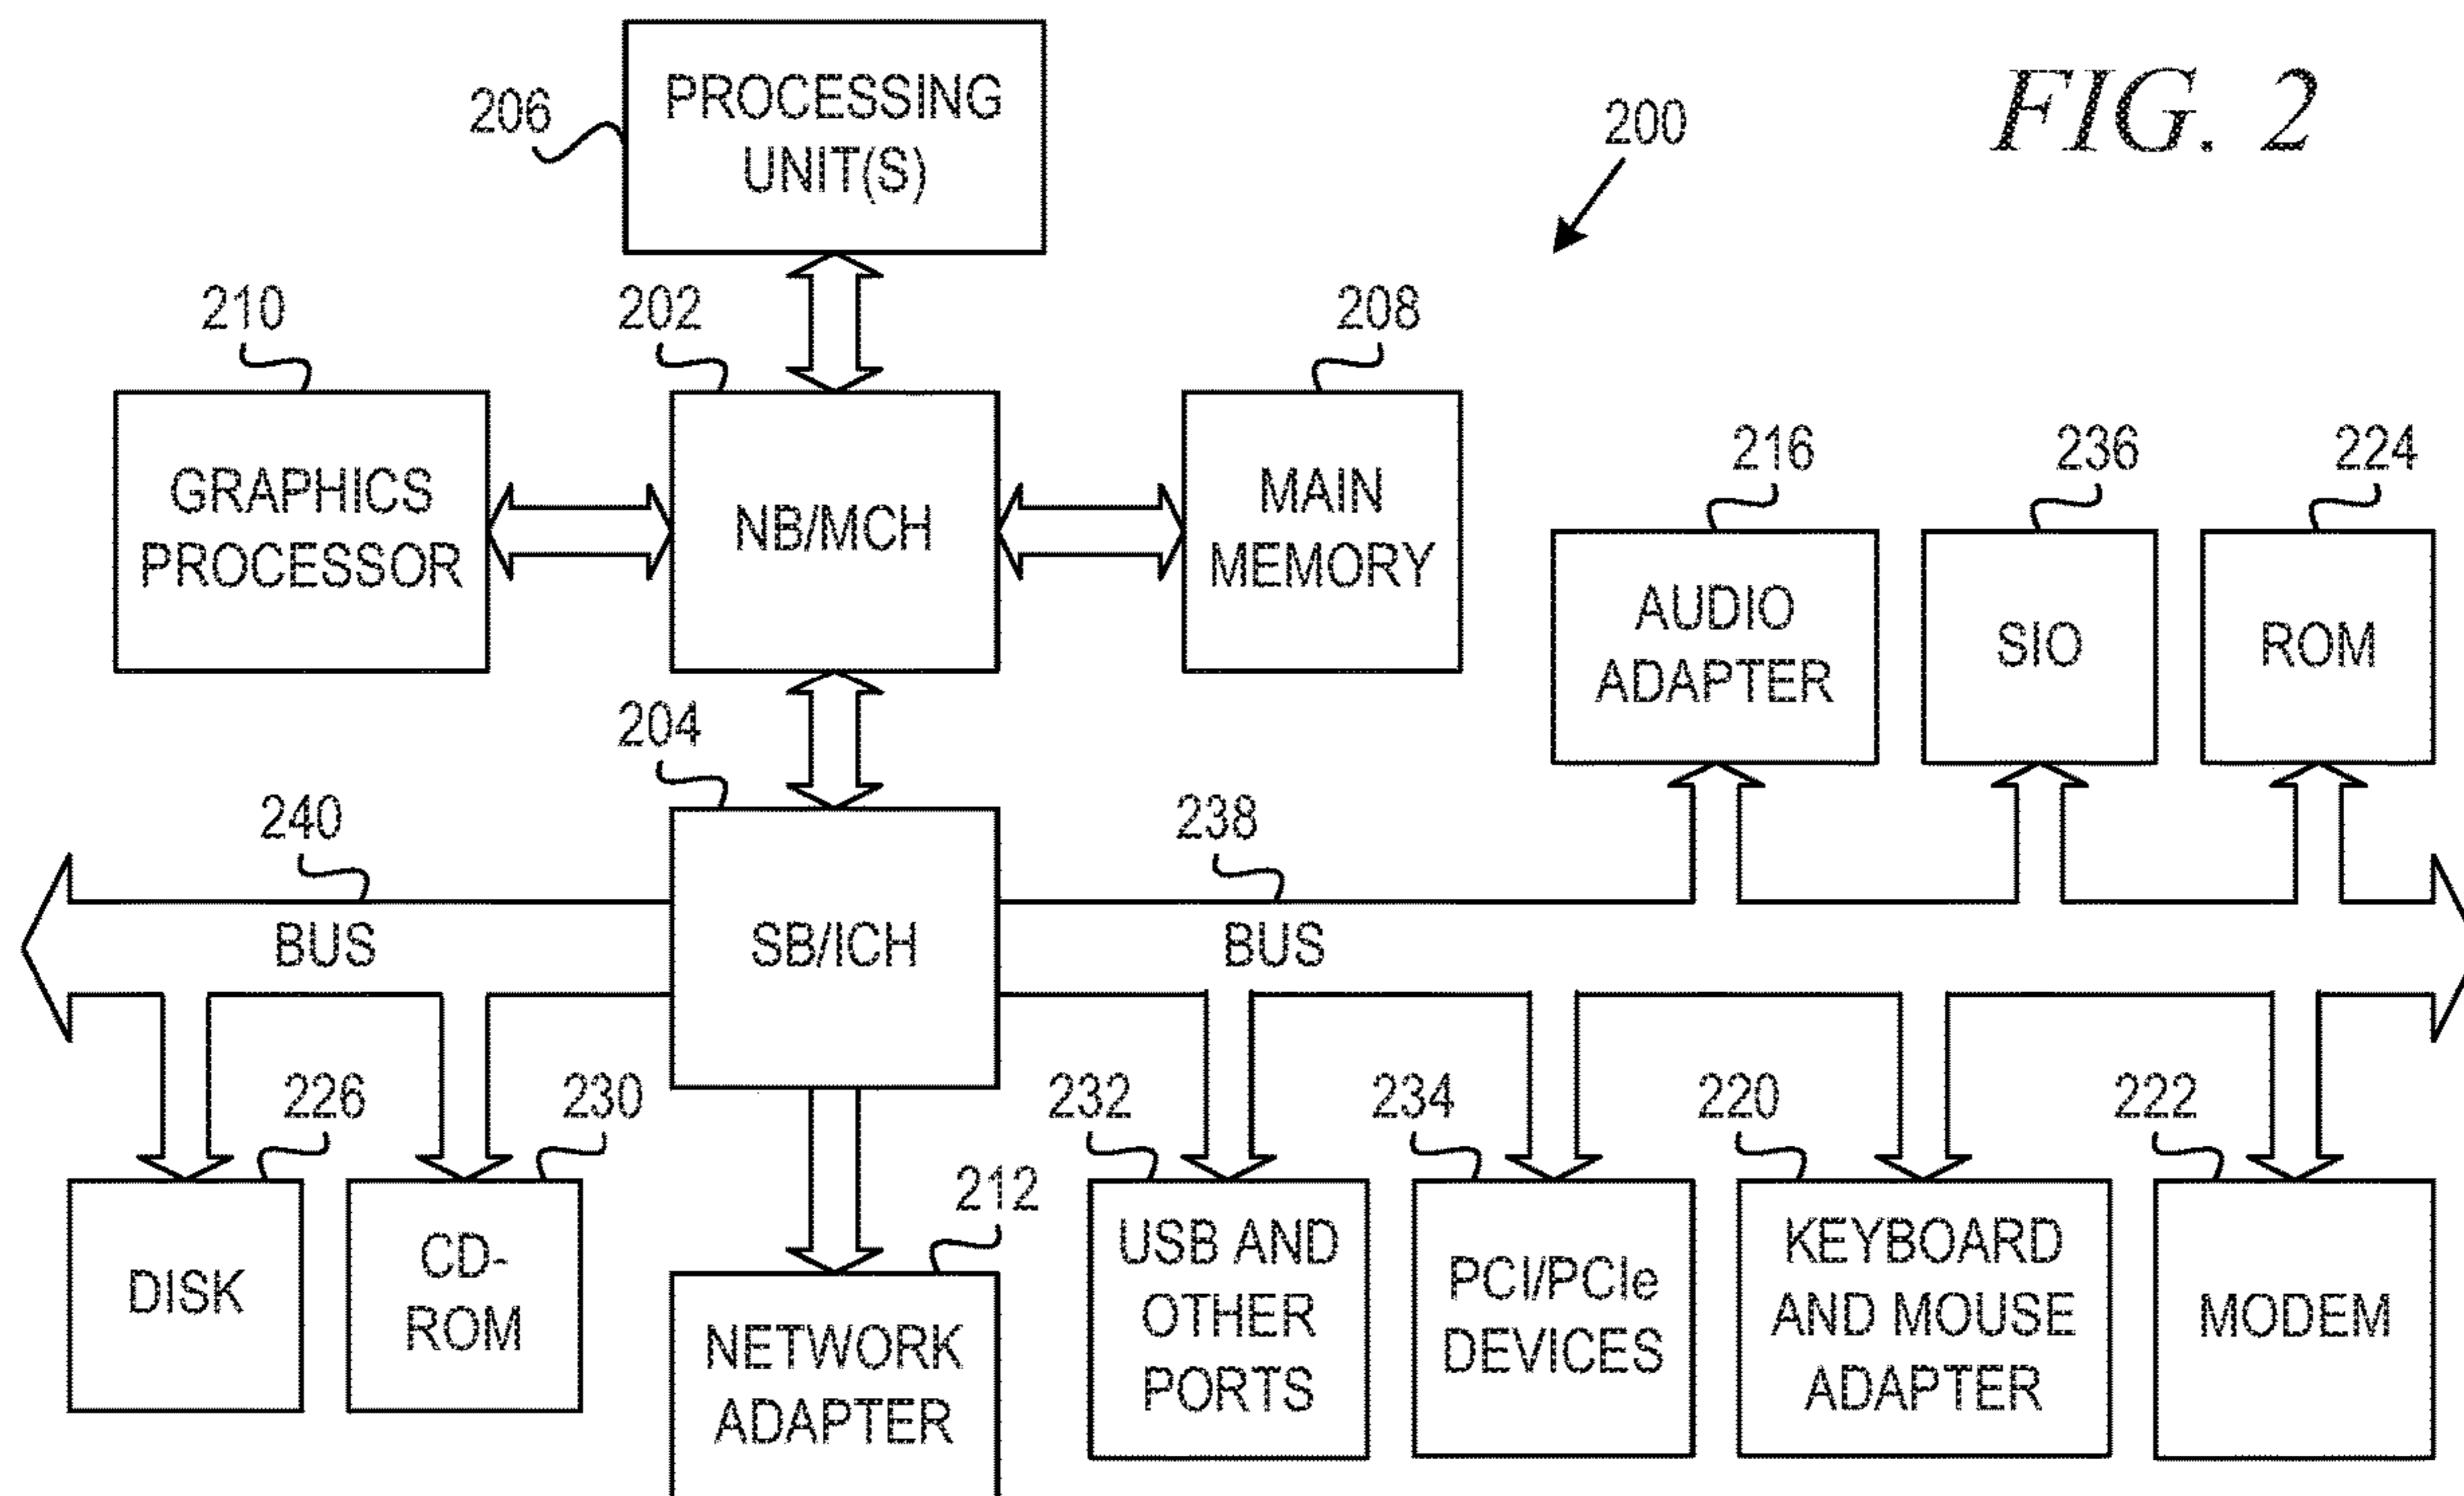 FIG. 2
200
206
PROCESSING
UNIT(S)
210
202
208
GRAPHICS
PROCESSOR
NB/MCH
MAIN
MEMORY
216
236
224
AUDIO
ADAPTER
SIO
ROM
204
240
238
BUS
SB/ICH
BUS
226
230
212
232
234
220
222
DISK
CD-
ROM
NETWORK
ADAPTER
USB AND
OTHER
PORTS
PCI/PCIe
DEVICES
KEYBOARD
AND MOUSE
ADAPTER
MODEM